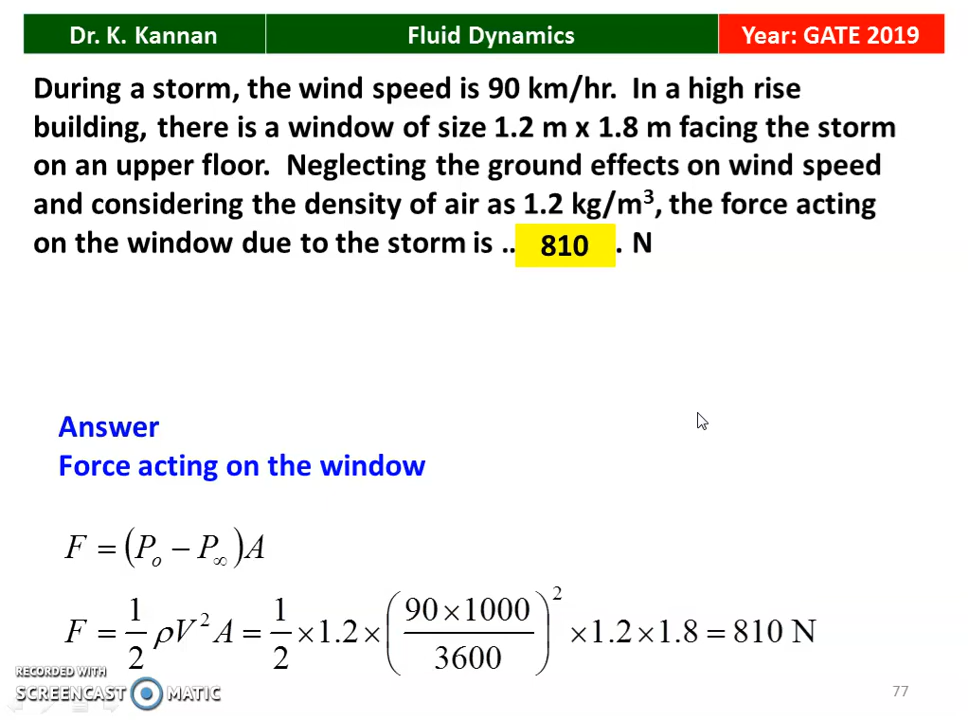 Dr. K. Kannan Fluid Dynamics Year: GATE 2019
During a storm, the wind speed is 90 km/hr. In a high rise
building, there is a window of size 1.2 m x 1.8 m facing the storm
on an upper floor. Neglecting the ground effects on wind speed
and considering the density of air as 1.2 kg/m³, the force acting
on the window due to the storm is .. 810 . N
Answer
Force acting on the window
F = (Pₒ − P∞) A
F = 1/2 ρV² A = 1/2 ×1.2× (90×1000/3600)² ×1.2×1.8 = 810 N
RECORDED WITH
SCREENCAST MATIC
77